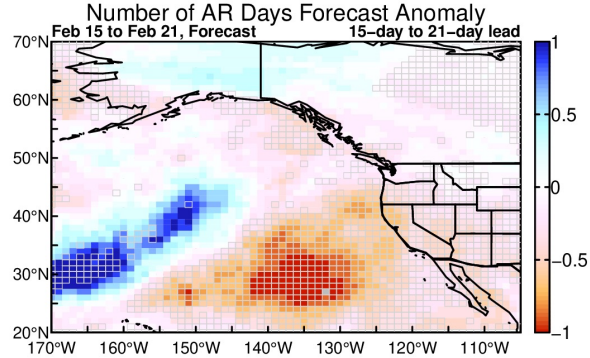 Number of AR Days Forecast Anomaly
Feb 15 to Feb 21, Forecast 15-day to 21-day lead
70°N
60°N
50°N
40°N
30°N
20°N
170°W 160°W 150°W 140°W 130°W 120°W 110°W
1
0.5
0
-0.5
-1